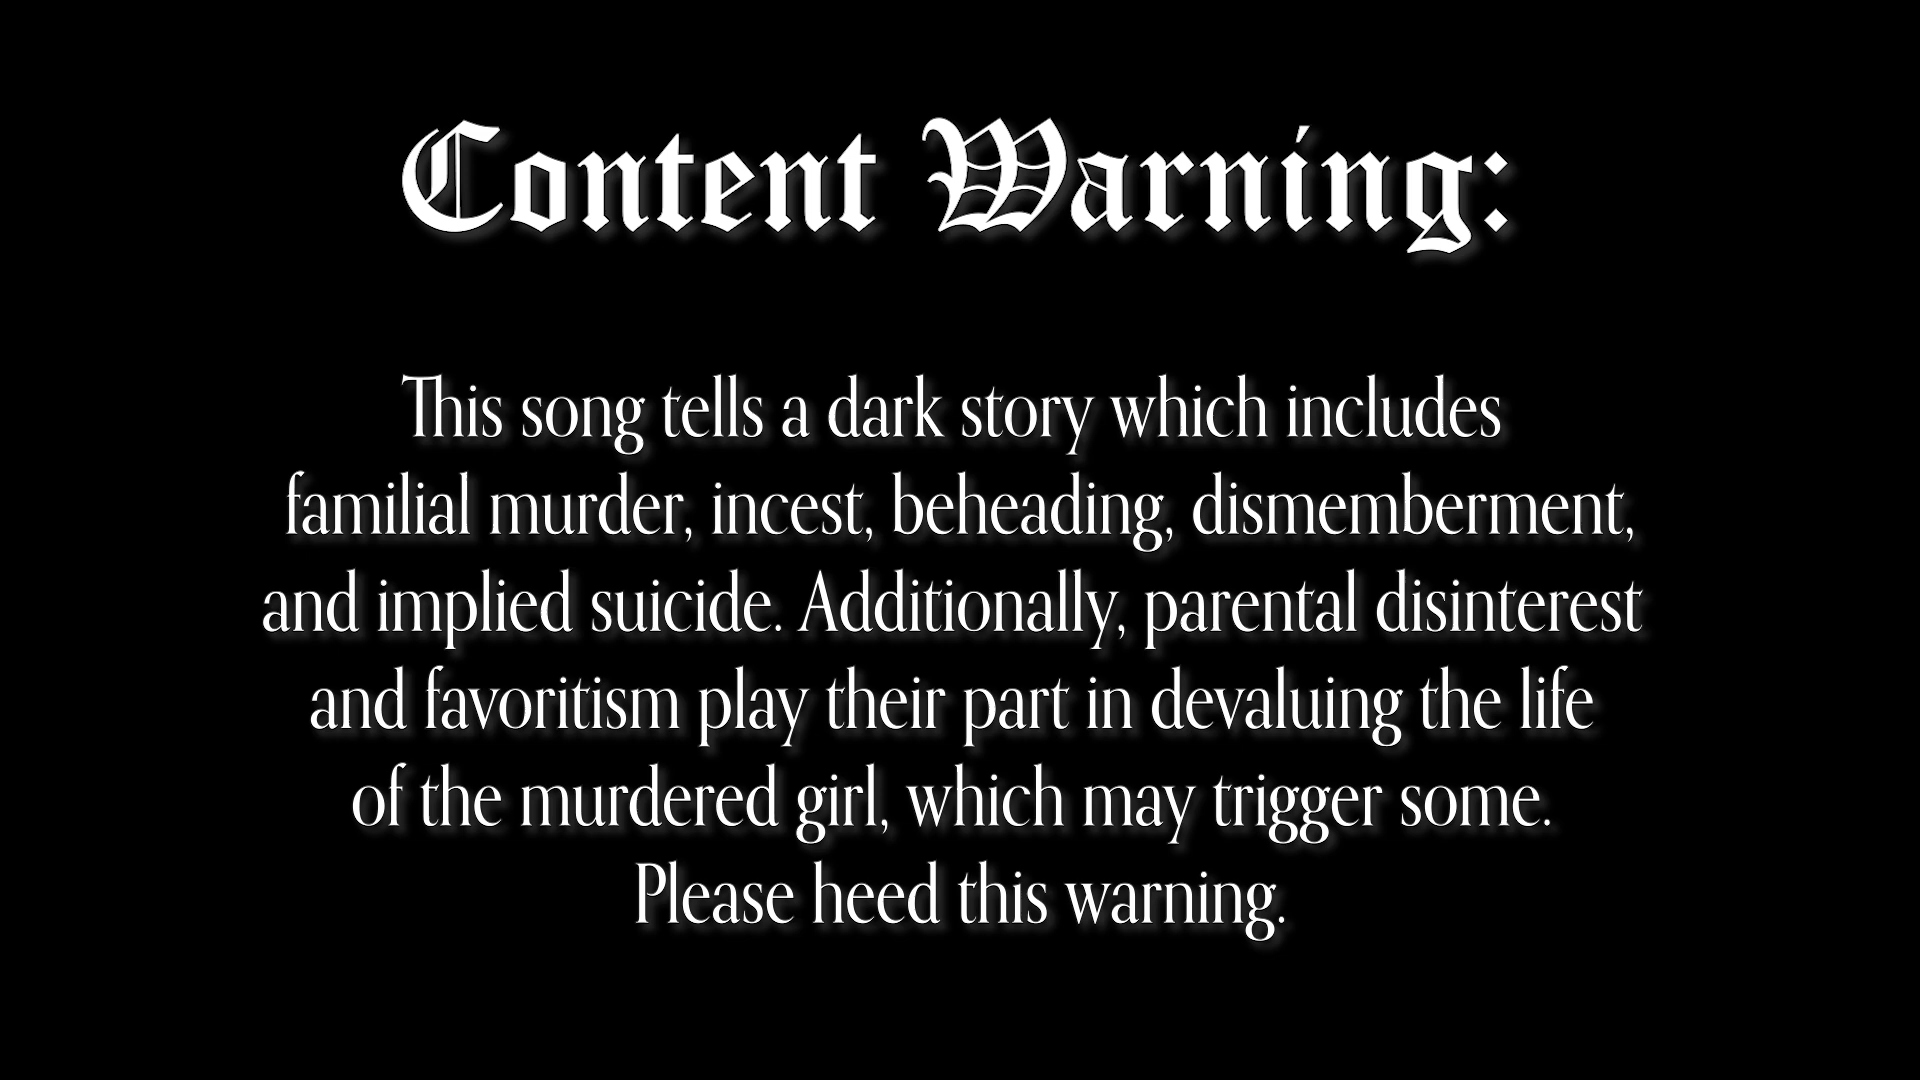 Content Warning:
This song tells a dark story which includes
familial murder, incest, beheading, dismemberment,
and implied suicide. Additionally, parental disinterest
and favoritism play their part in devaluing the life
of the murdered girl, which may trigger some.
Please heed this warning.